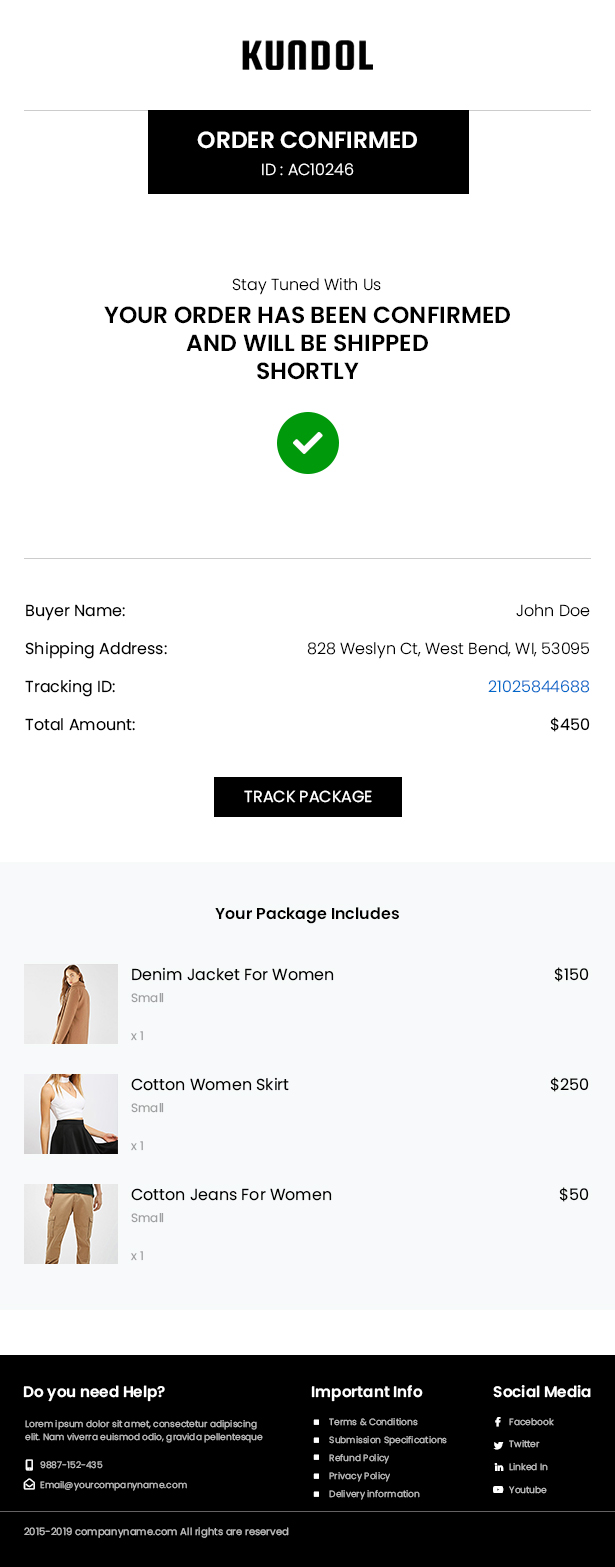 KUNDOL
ORDER CONFIRMED
ID : AC10246
Stay Tuned With Us
YOUR ORDER HAS BEEN CONFIRMED
AND WILL BE SHIPPED
SHORTLY
Buyer Name: John Doe
Shipping Address: 828 Weslyn Ct, West Bend, WI, 53095
Tracking ID: 21025844688
Total Amount: $450
TRACK PACKAGE
Your Package Includes
Denim Jacket For Women $150
Small
x 1
Cotton Women Skirt $250
Small
x 1
Cotton Jeans For Women $50
Small
x 1
Do you need Help?
Lorem ipsum dolor sit amet, consectetur adipiscing
elit. Nam viverra euismod odio, gravida pellentesque
9887-152-435
Email@yourcompanyname.com
Important Info
Terms & Conditions
Submission Specifications
Refund Policy
Privacy Policy
Delivery information
Social Media
Facebook
Twitter
Linked In
Youtube
2015-2019 companyname.com All rights are reserved